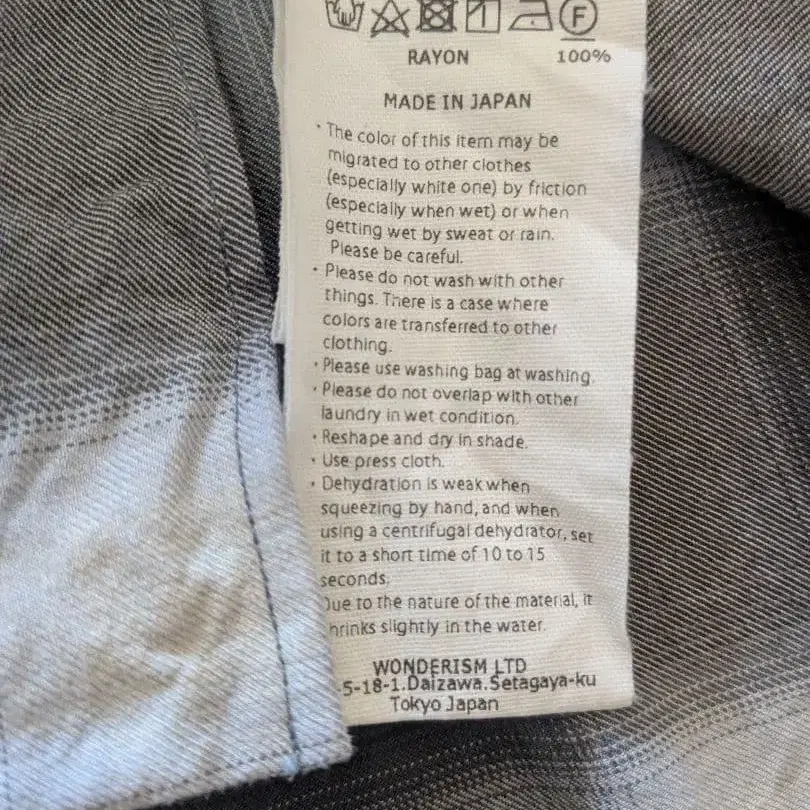 F
RAYON 100%
MADE IN JAPAN
・The color of this item may be
migrated to other clothes
(especially white one) by friction
(especially when wet) or when
getting wet by sweat or rain.
Please be careful.
・Please do not wash with other
things. There is a case where
colors are transferred to other
clothing.
・Please use washing bag at washing.
・Please do not overlap with other
laundry in wet condition.
・Reshape and dry in shade.
・Use press cloth.
・Dehydration is weak when
squeezing by hand, and when
using a centrifugal dehydrator, set
it to a short time of 10 to 15
seconds.
Due to the nature of the material, it
hrinks slightly in the water.
WONDERISM LTD
-5-18-1.Daizawa.Setagaya-ku
Tokyo Japan